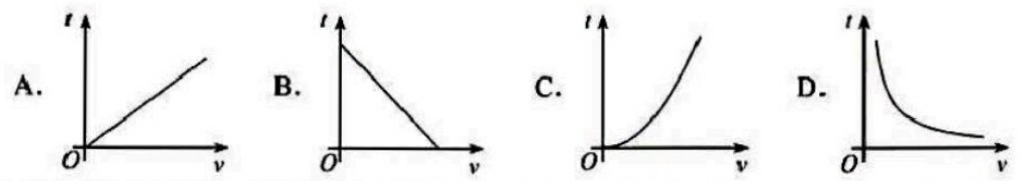 A. t O v
B. t O v
C. t O v
D. t O v